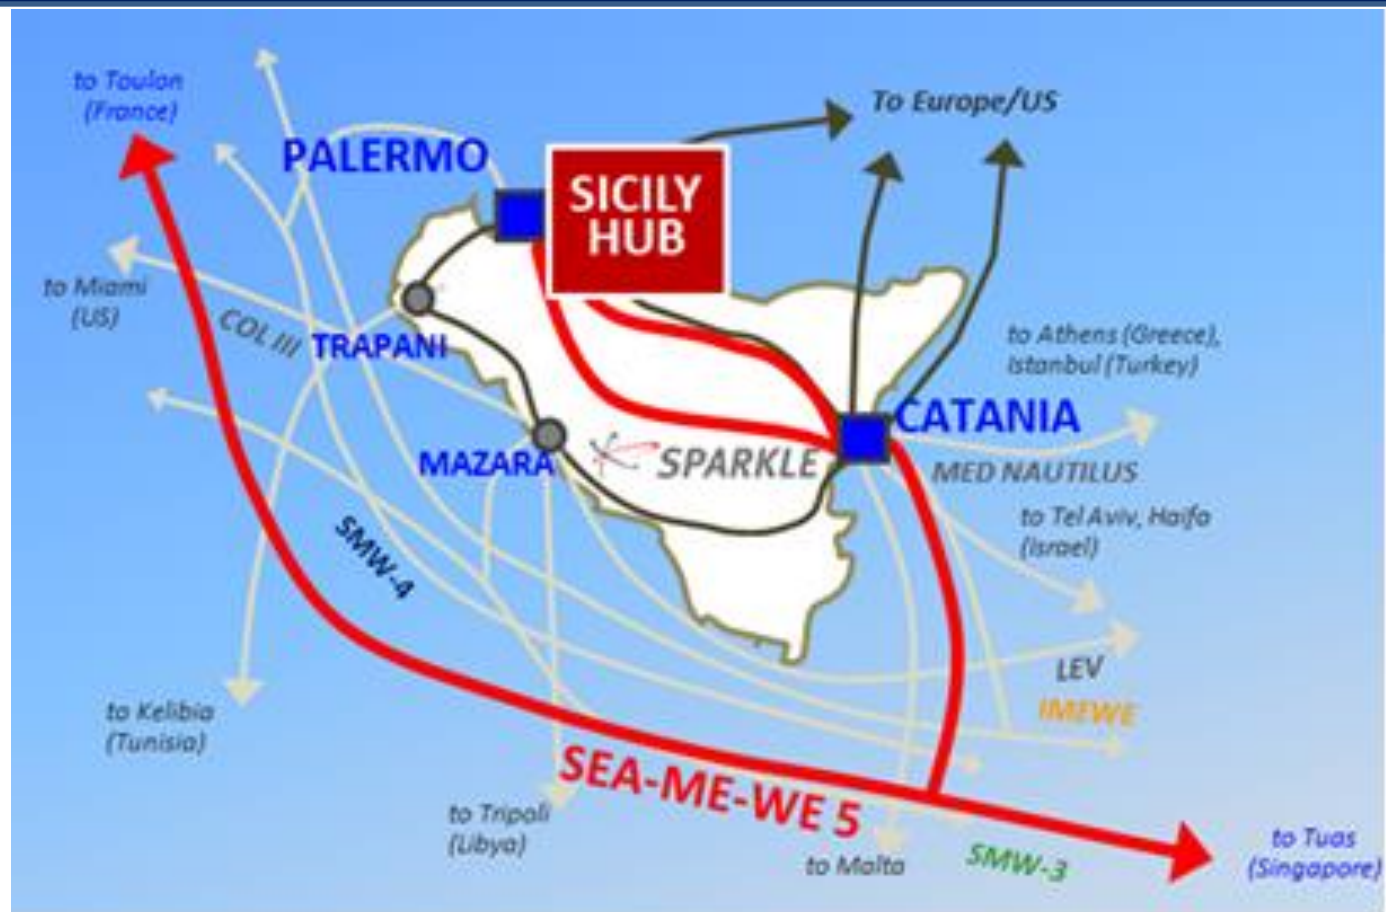 to Toulon
(France)
To Europe/US
PALERMO
SICILY
HUB
to Miami
(US)
COL III
TRAPANI
to Athens (Greece),
Istanbul (Turkey)
CATANIA
MAZARA
SPARKLE
MED NAUTILUS
to Tel Aviv, Haifa
(Israel)
SMW-4
LEV
IMEWE
to Kelibia
(Tunisia)
SEA-ME-WE 5
to Tripoli
(Libya)
to Malta
SMW-3
to Tuas
(Singapore)